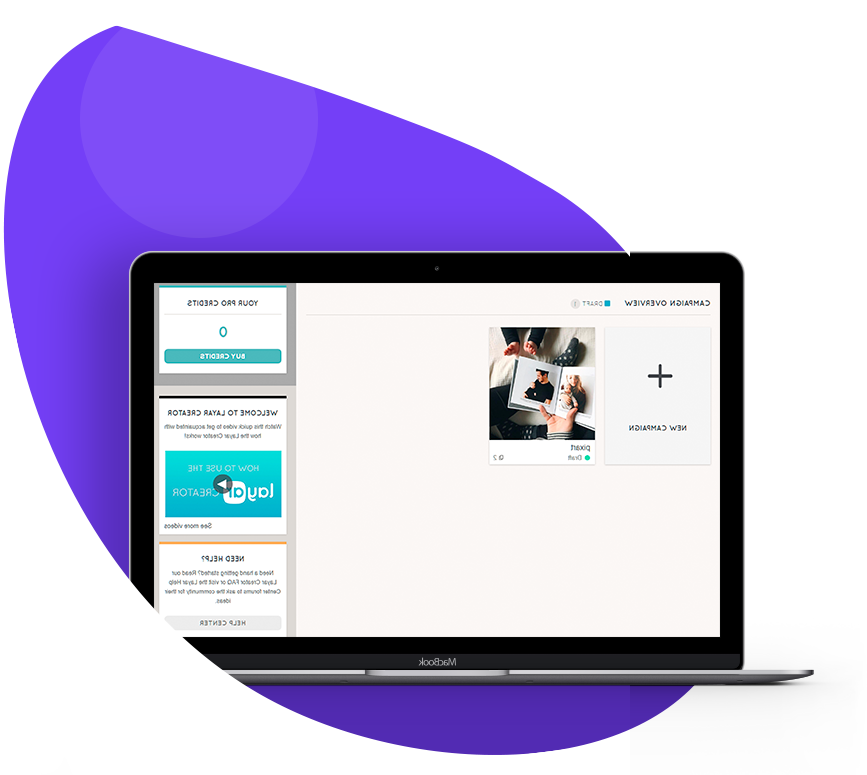 CAMPAIGN OVERVIEW
DRAFT 1
NEW CAMPAIGN
pixart
Draft
2
YOUR PRO CREDITS
0
BUY CREDITS
WELCOME TO LAYAR CREATOR
Watch this quick video to get acquainted with
how the Layar Creator works!
HOW TO USE THE
layar CREATOR
See more videos
NEED HELP?
Need a hand getting started? Read our
Layar Creator FAQ or visit the Layar Help
Center forums to ask the community for their
ideas.
HELP CENTER
MacBook